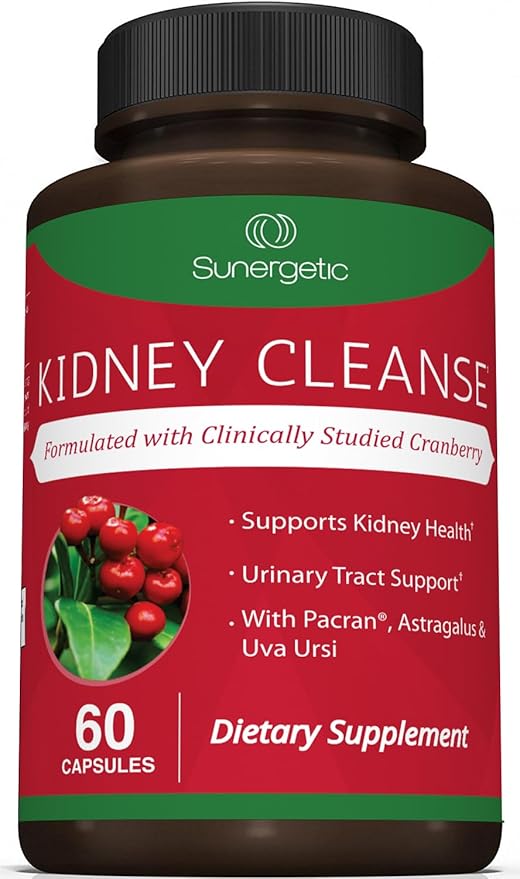 Sunergetic
KIDNEY CLEANSE†
Formulated with Clinically Studied Cranberry
· Supports Kidney Health†
· Urinary Tract Support†
· With Pacran®, Astragalus &
Uva Ursi
60
CAPSULES
Dietary Supplement